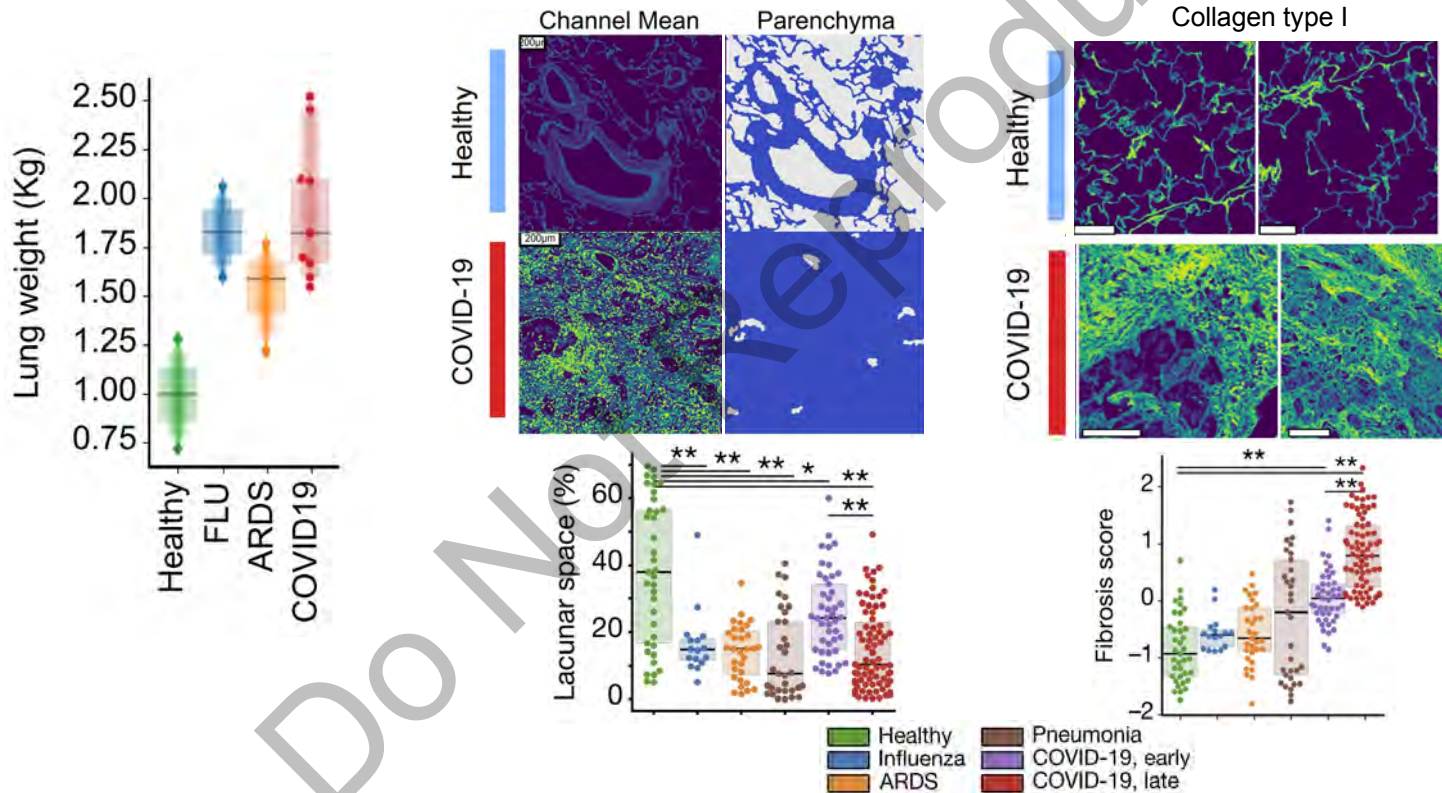 Lung weight (Kg)
2.50
2.25
2.00
1.75
1.50
1.25
1.00
0.75
Healthy
FLU
ARDS
COVID19
Channel Mean
Parenchyma
Healthy
200μm
COVID-19
200μm
Lacunar space (%)
60
40
20
0
**
**
**
*
**
**
Collagen type I
Healthy
COVID-19
Fibrosis score
2
1
0
−1
−2
**
**
**
Healthy
Influenza
ARDS
Pneumonia
COVID-19, early
COVID-19, late